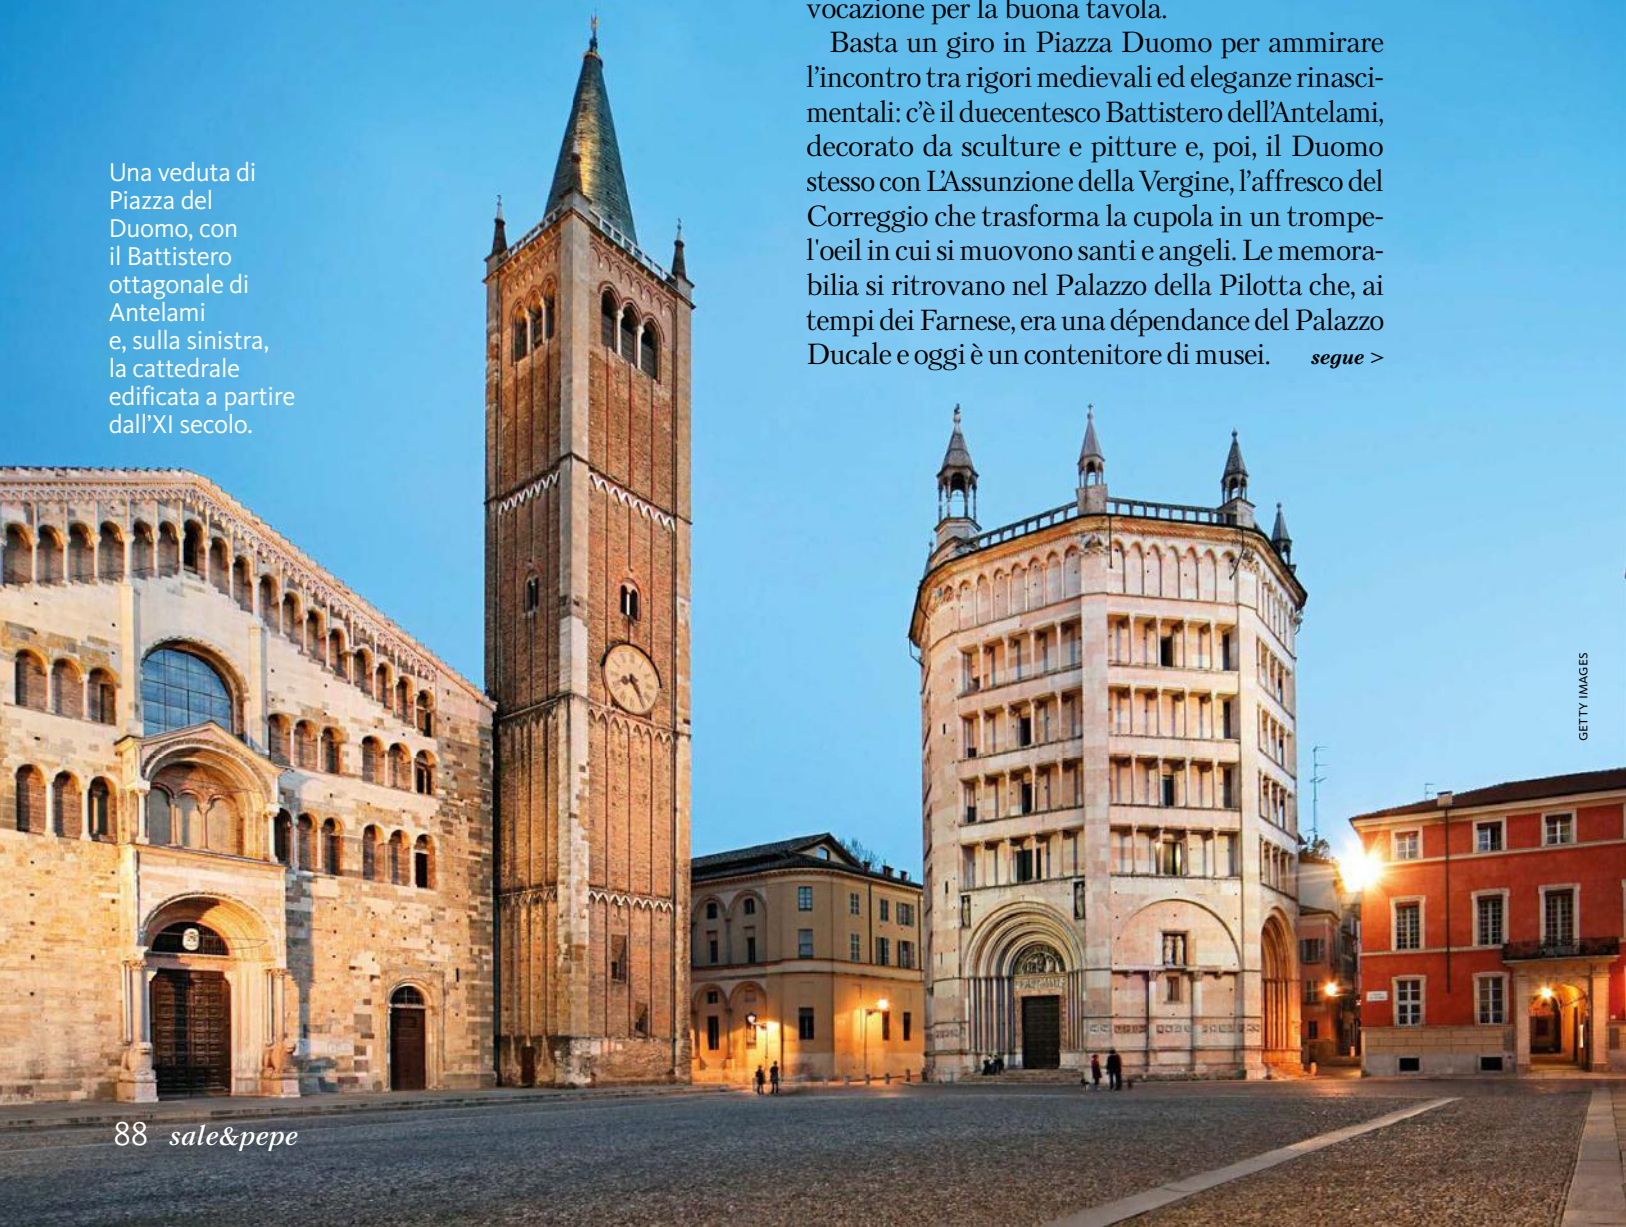 vocazione per la buona tavola.
Basta un giro in Piazza Duomo per ammirare
l'incontro tra rigori medievali ed eleganze rinasci-
mentali: c'è il duecentesco Battistero dell'Antelami,
decorato da sculture e pitture e, poi, il Duomo
stesso con L'Assunzione della Vergine, l'affresco del
Correggio che trasforma la cupola in un trompe-
l'oeil in cui si muovono santi e angeli. Le memora-
bilia si ritrovano nel Palazzo della Pilotta che, ai
tempi dei Farnese, era una dépendance del Palazzo
Ducale e oggi è un contenitore di musei. segue >
Una veduta di
Piazza del
Duomo, con
il Battistero
ottagonale di
Antelami
e, sulla sinistra,
la cattedrale
edificata a partire
dall'XI secolo.
GETTY IMAGES
88 sale&pepe